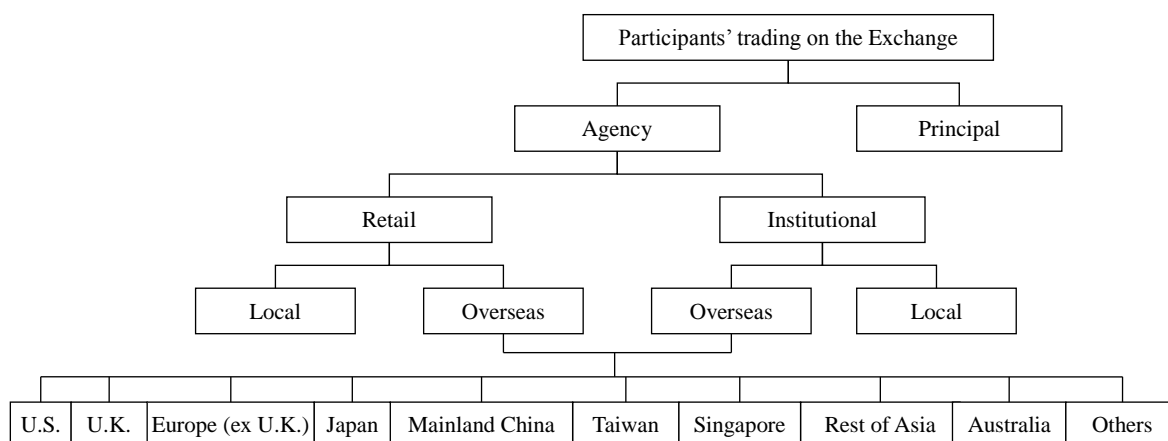 Participants’ trading on the Exchange
Agency
Principal
Retail
Institutional
Local
Overseas
Overseas
Local
U.S.
U.K.
Europe (ex U.K.)
Japan
Mainland China
Taiwan
Singapore
Rest of Asia
Australia
Others